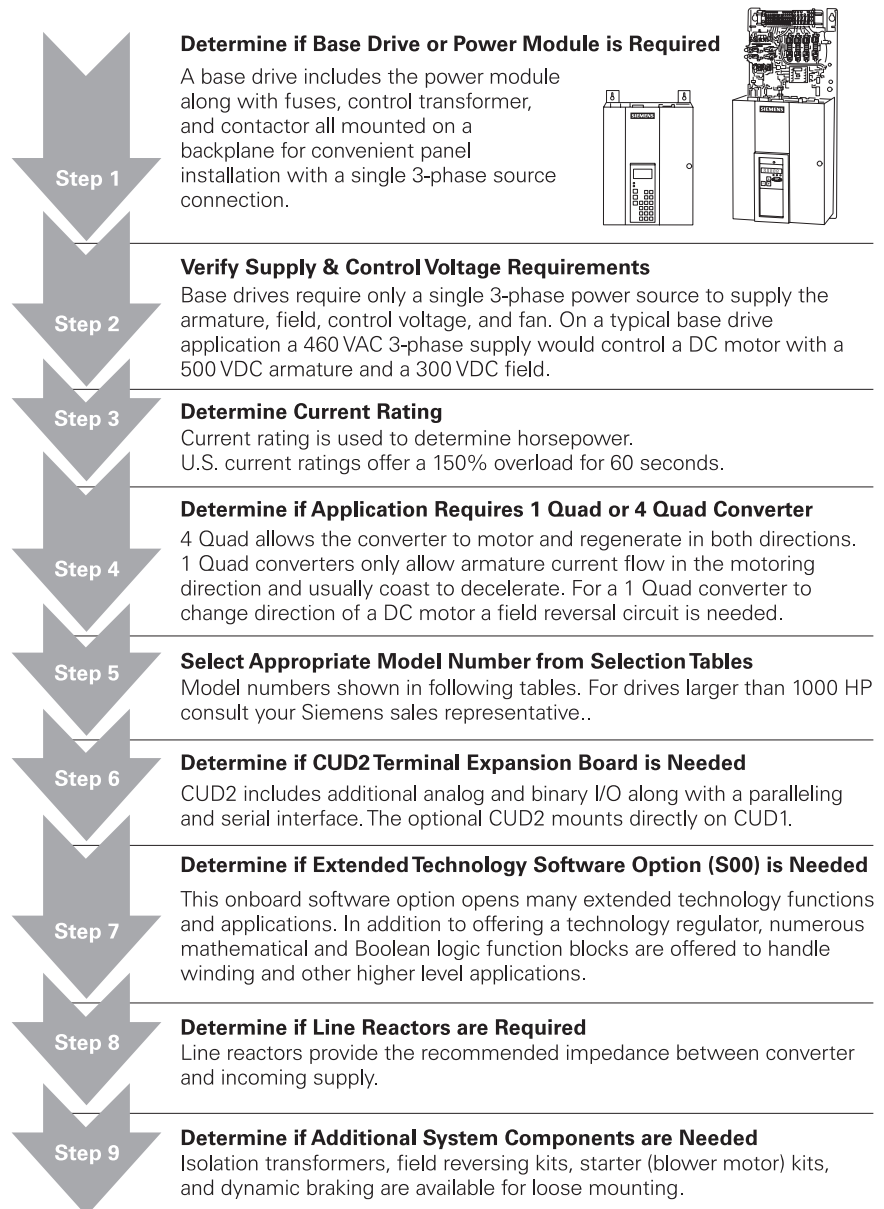 Determine if Base Drive or Power Module is Required
A base drive includes the power module
along with fuses, control transformer,
and contactor all mounted on a
backplane for convenient panel
installation with a single 3-phase source
connection.
SIEMENS
SIEMENS
Step 1
Verify Supply & Control Voltage Requirements
Base drives require only a single 3-phase power source to supply the
armature, field, control voltage, and fan. On a typical base drive
application a 460 VAC 3-phase supply would control a DC motor with a
500 VDC armature and a 300 VDC field.
Step 2
Determine Current Rating
Current rating is used to determine horsepower.
U.S. current ratings offer a 150% overload for 60 seconds.
Step 3
Determine if Application Requires 1 Quad or 4 Quad Converter
4 Quad allows the converter to motor and regenerate in both directions.
1 Quad converters only allow armature current flow in the motoring
direction and usually coast to decelerate. For a 1 Quad converter to
change direction of a DC motor a field reversal circuit is needed.
Step 4
Select Appropriate Model Number from Selection Tables
Model numbers shown in following tables. For drives larger than 1000 HP
consult your Siemens sales representative..
Step 5
Determine if CUD2 Terminal Expansion Board is Needed
CUD2 includes additional analog and binary I/O along with a paralleling
and serial interface. The optional CUD2 mounts directly on CUD1.
Step 6
Determine if Extended Technology Software Option (S00) is Needed
This onboard software option opens many extended technology functions
and applications. In addition to offering a technology regulator, numerous
mathematical and Boolean logic function blocks are offered to handle
winding and other higher level applications.
Step 7
Determine if Line Reactors are Required
Line reactors provide the recommended impedance between converter
and incoming supply.
Step 8
Determine if Additional System Components are Needed
Isolation transformers, field reversing kits, starter (blower motor) kits,
and dynamic braking are available for loose mounting.
Step 9